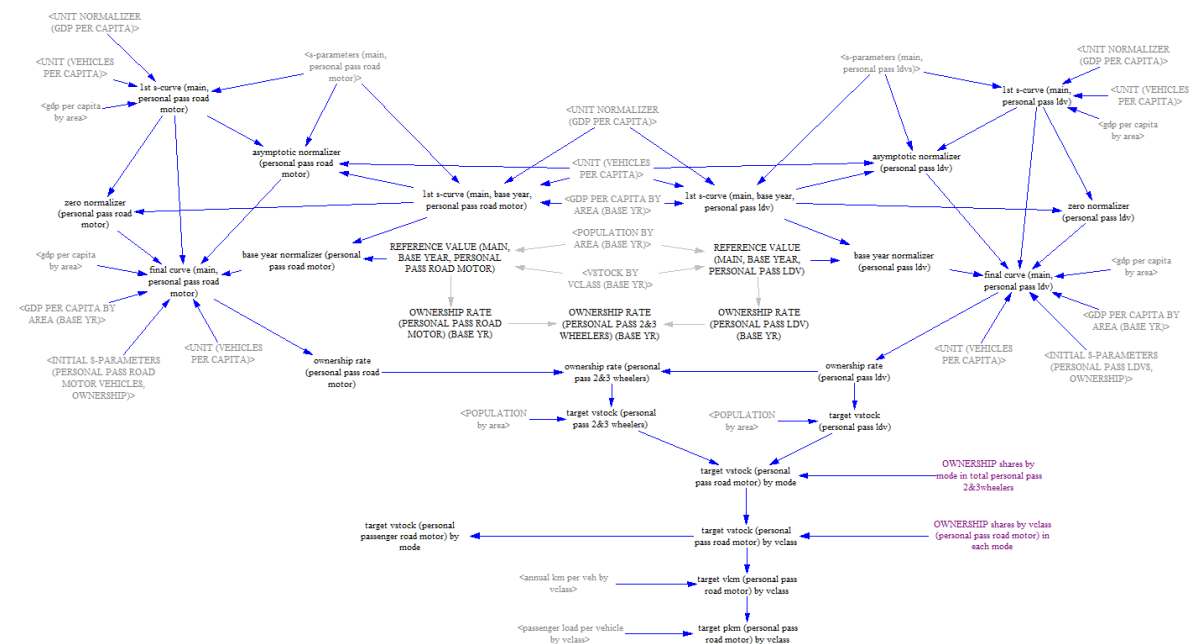 <UNIT NORMALIZER
(GDP PER CAPITA)>
<UNIT (VEHICLES
PER CAPITA)>
<gdp per capita
by area>
1st s-curve (main,
personal pass road
motor)
<s-parameters (main,
personal pass road
motor)>
<UNIT NORMALIZER
(GDP PER CAPITA)>
<s-parameters (main,
personal pass ldvs)>
<UNIT NORMALIZER
(GDP PER CAPITA)>
1st s-curve (main,
personal pass ldv)
<UNIT (VEHICLES
PER CAPITA)>
<gdp per capita
by area>
asymptotic normalizer
(personal pass road
motor)
<UNIT (VEHICLES
PER CAPITA)>
asymptotic normalizer
(personal pass ldv)
zero normalizer
(personal pass road
motor)
1st s-curve (main, base year,
personal pass road motor)
<GDP PER CAPITA BY
AREA (BASE YR)>
1st s-curve (main, base year,
personal pass ldv)
zero normalizer
(personal pass ldv)
<gdp per capita
by area>
final curve (main,
personal pass road
motor)
base year normalizer (personal
pass road motor)
REFERENCE VALUE (MAIN,
BASE YEAR, PERSONAL
PASS ROAD MOTOR)
<POPULATION BY
AREA (BASE YR)>
<VSTOCK BY
VCLASS (BASE YR)>
REFERENCE VALUE
(MAIN, BASE YEAR,
PERSONAL PASS LDV)
base year normalizer
(personal pass ldv)
final curve (main,
personal pass ldv)
<gdp per capita
by area>
<GDP PER CAPITA BY
AREA (BASE YR)>
<INITIAL S-PARAMETERS
(PERSONAL PASS ROAD
MOTOR VEHICLES,
OWNERSHIP)>
<UNIT (VEHICLES
PER CAPITA)>
OWNERSHIP RATE
(PERSONAL PASS ROAD
MOTOR) (BASE YR)
OWNERSHIP RATE
(PERSONAL PASS 2&3
WHEELERS) (BASE YR)
OWNERSHIP RATE
(PERSONAL PASS LDV)
(BASE YR)
<GDP PER CAPITA BY
AREA (BASE YR)>
<UNIT (VEHICLES
PER CAPITA)>
<INITIAL S-PARAMETERS
(PERSONAL PASS LDVS,
OWNERSHIP)>
ownership rate
(personal pass road
motor)
ownership rate (personal
pass 2&3 wheelers)
ownership rate
(personal pass ldv)
<POPULATION
by area>
target vstock (personal
pass 2&3 wheelers)
<POPULATION
by area>
target vstock
(personal pass ldv)
target vstock (personal
pass road motor) by mode
OWNERSHIP shares by
mode in total personal pass
2&3wheelers
target vstock (personal
passenger road motor) by
mode
target vstock (personal
pass road motor) by vclass
OWNERSHIP shares by vclass
(personal pass road motor) in
each mode
<annual km per veh by
vclass>
target vkm (personal pass
road motor) by vclass
<passenger load per vehicle
by vclass>
target pkm (personal pass
road motor) by vclass